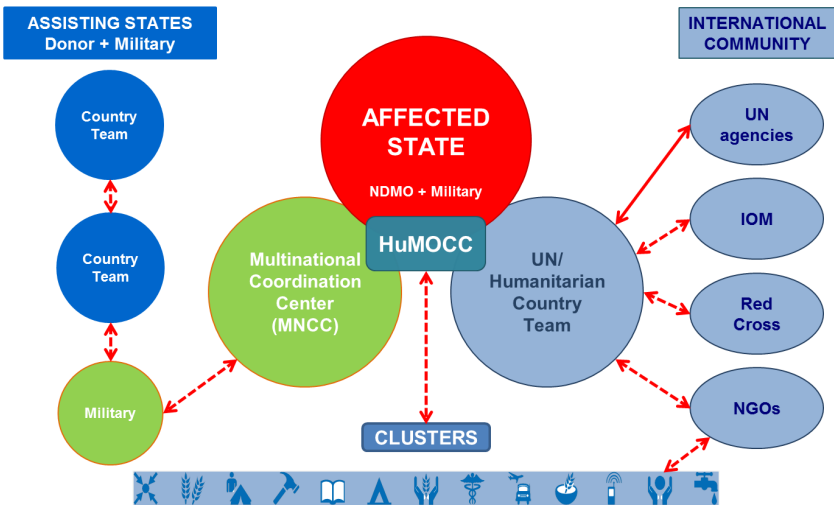 ASSISTING STATES
Donor + Military
INTERNATIONAL
COMMUNITY
Country
Team
AFFECTED
STATE
NDMO + Military
UN
agencies
HuMOCC
IOM
Country
Team
Multinational
Coordination
Center
(MNCC)
UN/
Humanitarian
Country
Team
Red
Cross
Military
NGOs
CLUSTERS